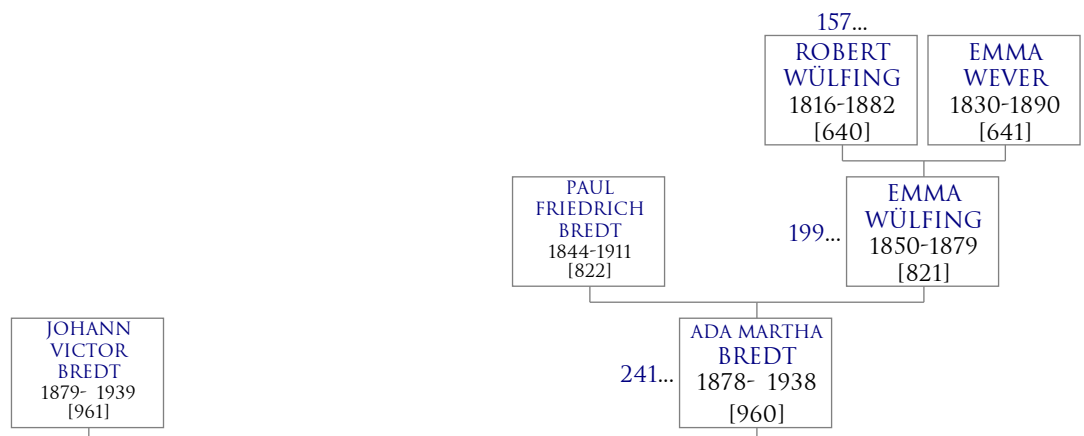 157...
ROBERT
WÜLFING
1816-1882
[640]
EMMA
WEVER
1830-1890
[641]
PAUL
FRIEDRICH
BREDT
1844-1911
[822]
199...
EMMA
WÜLFING
1850-1879
[821]
JOHANN
VICTOR
BREDT
1879- 1939
[961]
241...
ADA MARTHA
BREDT
1878- 1938
[960]